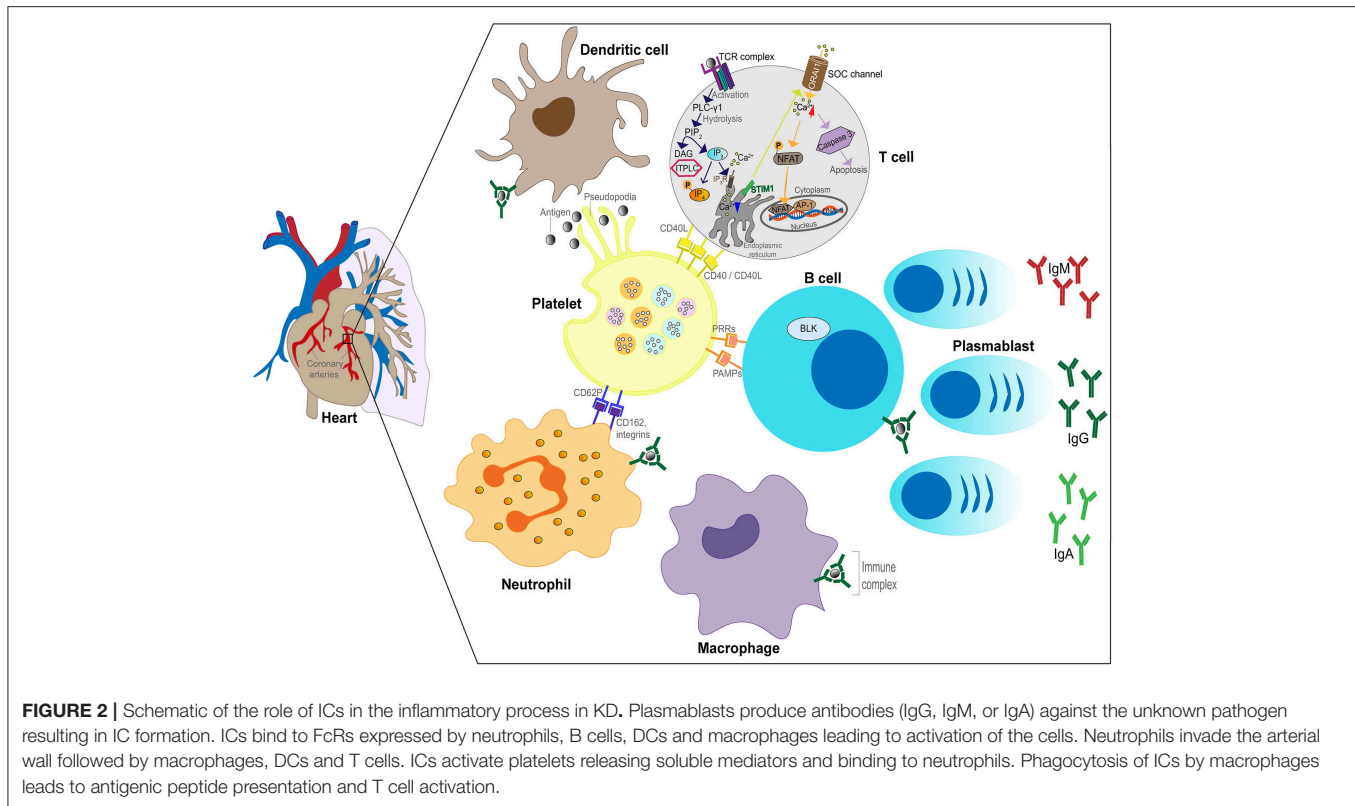 Dendritic cell
TCR complex
Activation
PLC-γ1
Hydrolysis
PIP₂
DAG
ITPLC
IP₃
Ca²⁺
P
IP₄
IP₃R
STIM1
Ca²⁺
Endoplasmic
reticulum
ORAI1
SOC channel
Ca²⁺
P
NFAT
Caspase 3
Apoptosis
T cell
Cytoplasm
NFAT
AP-1
DNA
Nucleus
Pseudopodia
Antigen
CD40L
CD40 / CD40L
Platelet
PRRs
PAMPs
B cell
BLK
IgM
Plasmablast
IgG
IgA
Coronary
arteries
Heart
CD62P
CD162,
integrins
Neutrophil
Immune
complex
Macrophage
FIGURE 2 | Schematic of the role of ICs in the inflammatory process in KD. Plasmablasts produce antibodies (IgG, IgM, or IgA) against the unknown pathogen
resulting in IC formation. ICs bind to FcRs expressed by neutrophils, B cells, DCs and macrophages leading to activation of the cells. Neutrophils invade the arterial
wall followed by macrophages, DCs and T cells. ICs activate platelets releasing soluble mediators and binding to neutrophils. Phagocytosis of ICs by macrophages
leads to antigenic peptide presentation and T cell activation.